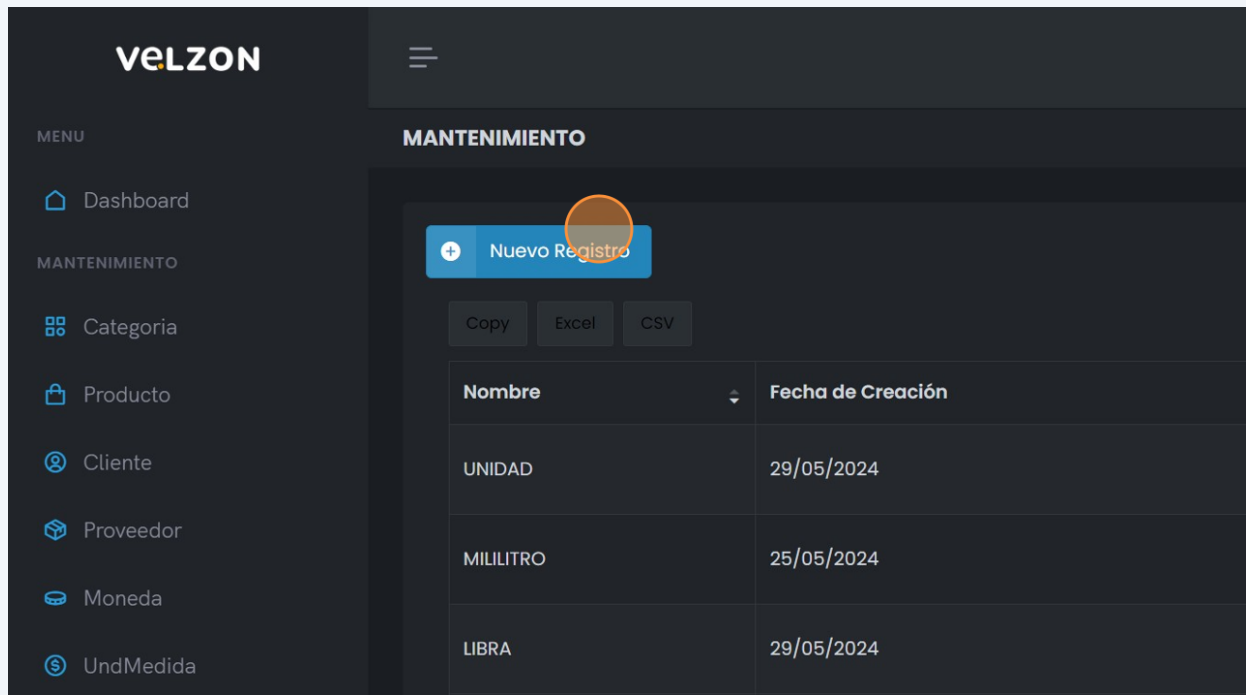 VELZON
MENU
Dashboard
MANTENIMIENTO
Categoria
Producto
Cliente
Proveedor
Moneda
UndMedida
MANTENIMIENTO
Nuevo Registro
Copy Excel CSV
Nombre Fecha de Creación
UNIDAD 29/05/2024
MILILITRO 25/05/2024
LIBRA 29/05/2024